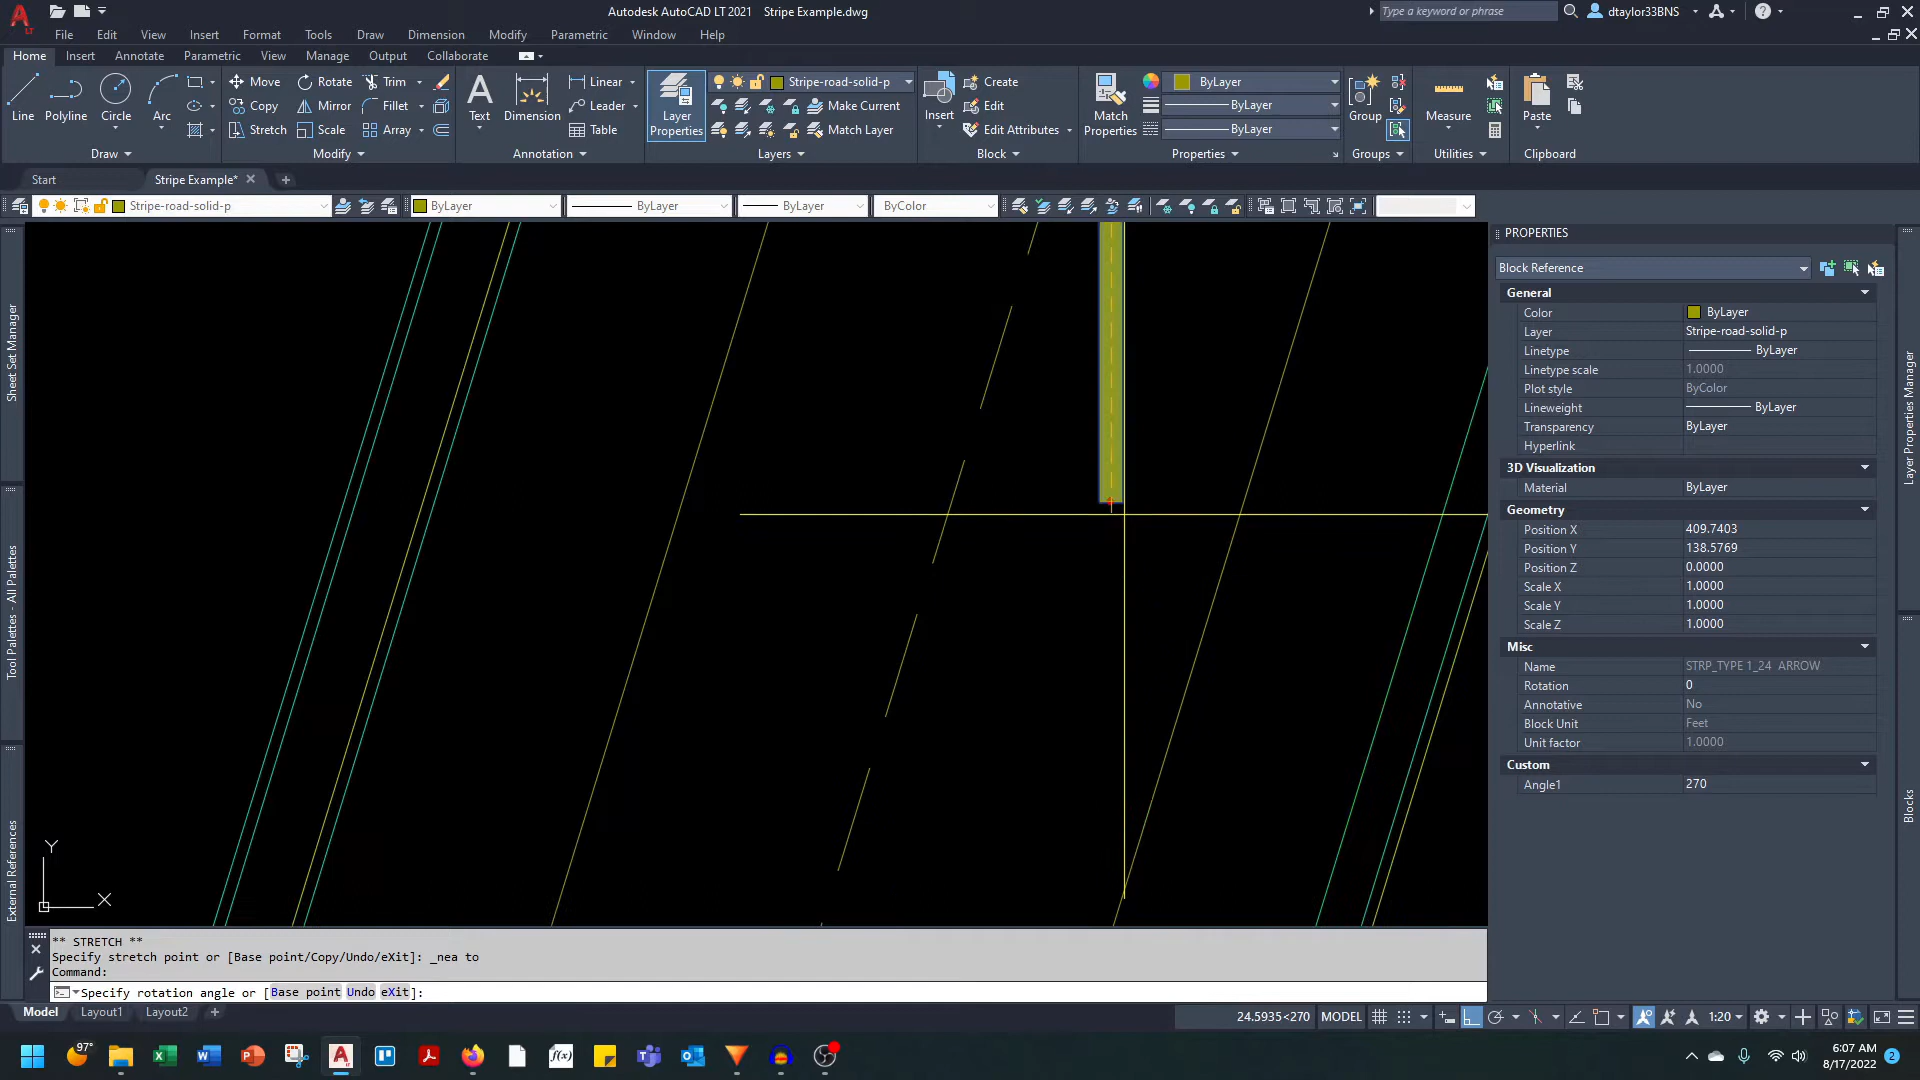 Autodesk AutoCAD LT 2021 Stripe Example.dwg
Type a keyword or phrase
dtaylor33BNS
LT
File Edit View Insert Format Tools Draw Dimension Modify Parametric Window Help
Home Insert Annotate Parametric View Manage Output Collaborate
Line Polyline Circle Arc
Move Rotate Trim
Copy Mirror Fillet
Stretch Scale Array
Text Dimension
Linear
Leader
Table
Layer Properties
Stripe-road-solid-p
Make Current
Match Layer
Insert
Create
Edit
Edit Attributes
Match Properties
ByLayer
ByLayer
ByLayer
Group
Measure
Paste
Draw Modify Annotation Layers Block Properties Groups Utilities Clipboard
Start Stripe Example*
Stripe-road-solid-p ByLayer ByLayer ByLayer ByColor
Sheet Set Manager
Tool Palettes - All Palettes
External References
PROPERTIES
Block Reference
General
Color ByLayer
Layer Stripe-road-solid-p
Linetype ByLayer
Linetype scale 1.0000
Plot style ByColor
Lineweight ByLayer
Transparency ByLayer
Hyperlink
3D Visualization
Material ByLayer
Geometry
Position X 409.7403
Position Y 138.5769
Position Z 0.0000
Scale X 1.0000
Scale Y 1.0000
Scale Z 1.0000
Misc
Name STRP_TYPE 1_24 ARROW
Rotation 0
Annotative No
Block Unit Feet
Unit factor 1.0000
Custom
Angle1 270
Layer Properties Manager
Blocks
Y
X
** STRETCH **
Specify stretch point or [Base point/Copy/Undo/eXit]: _nea to
Command:
Specify rotation angle or [Base point Undo eXit]:
Model Layout1 Layout2
24.5935<270 MODEL 1:20
97°
f(x)
6:07 AM
8/17/2022
2